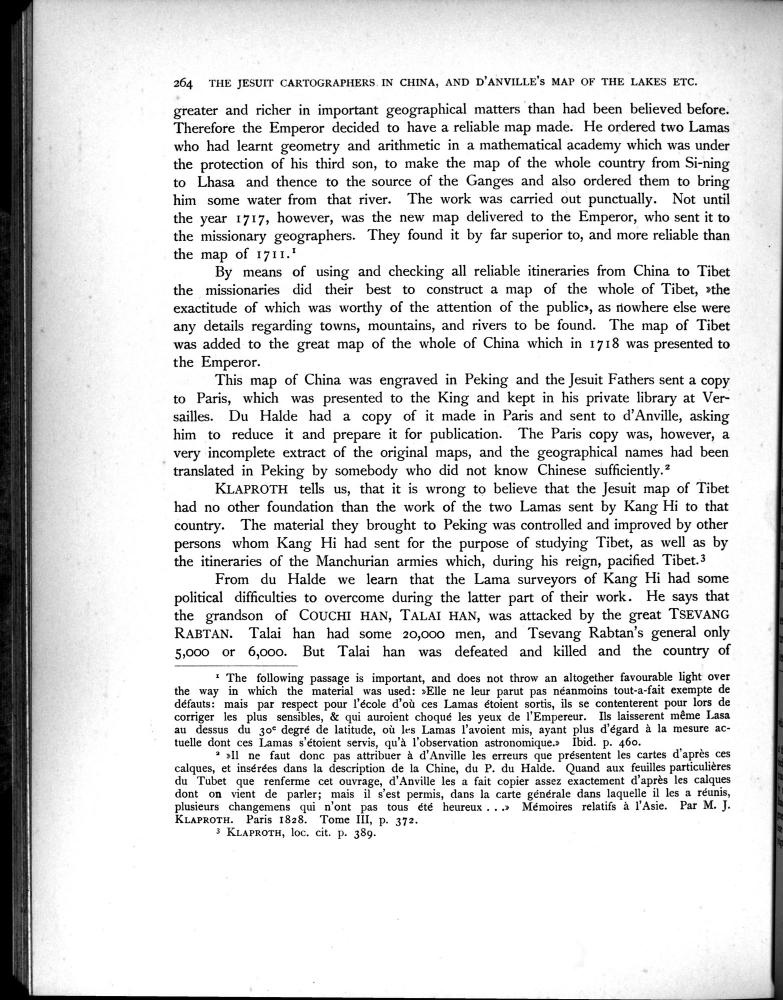 264 THE JESUIT CARTOGRAPHERS IN CHINA, AND D'ANVILLE'S MAP OF THE LAKES ETC.
greater and richer in important geographical matters than had been believed before.
Therefore the Emperor decided to have a reliable map made. He ordered two Lamas
who had learnt geometry and arithmetic in a mathematical academy which was under
the protection of his third son, to make the map of the whole country from Si-ning
to Lhasa and thence to the source of the Ganges and also ordered them to bring
him some water from that river. The work was carried out punctually. Not until
the year 1717, however, was the new map delivered to the Emperor, who sent it to
the missionary geographers. They found it by far superior to, and more reliable than
the map of 1711.¹
By means of using and checking all reliable itineraries from China to Tibet
the missionaries did their best to construct a map of the whole of Tibet, »the
exactitude of which was worthy of the attention of the public», as nowhere else were
any details regarding towns, mountains, and rivers to be found. The map of Tibet
was added to the great map of the whole of China which in 1718 was presented to
the Emperor.
This map of China was engraved in Peking and the Jesuit Fathers sent a copy
to Paris, which was presented to the King and kept in his private library at Ver-
sailles. Du Halde had a copy of it made in Paris and sent to d'Anville, asking
him to reduce it and prepare it for publication. The Paris copy was, however, a
very incomplete extract of the original maps, and the geographical names had been
translated in Peking by somebody who did not know Chinese sufficiently.²
KLAPROTH tells us, that it is wrong to believe that the Jesuit map of Tibet
had no other foundation than the work of the two Lamas sent by Kang Hi to that
country. The material they brought to Peking was controlled and improved by other
persons whom Kang Hi had sent for the purpose of studying Tibet, as well as by
the itineraries of the Manchurian armies which, during his reign, pacified Tibet.³
From du Halde we learn that the Lama surveyors of Kang Hi had some
political difficulties to overcome during the latter part of their work. He says that
the grandson of COUCHI HAN, TALAI HAN, was attacked by the great TSEVANG
RABTAN. Talai han had some 20,000 men, and Tsevang Rabtan's general only
5,000 or 6,000. But Talai han was defeated and killed and the country of
¹ The following passage is important, and does not throw an altogether favourable light over
the way in which the material was used: »Elle ne leur parut pas néanmoins tout-a-fait exempte de
défauts: mais par respect pour l'école d'où ces Lamas étoient sortis, ils se contenterent pour lors de
corriger les plus sensibles, & qui auroient choqué les yeux de l'Empereur. Ils laisserent même Lasa
au dessus du 30e degré de latitude, où les Lamas l'avoient mis, ayant plus d'égard à la mesure ac-
tuelle dont ces Lamas s'étoient servis, qu'à l'observation astronomique.» Ibid. p. 460.
² »Il ne faut donc pas attribuer à d'Anville les erreurs que présentent les cartes d'après ces
calques, et insérées dans la description de la Chine, du P. du Halde. Quand aux feuilles particulières
du Tubet que renferme cet ouvrage, d'Anville les a fait copier assez exactement d'après les calques
dont on vient de parler; mais il s'est permis, dans la carte générale dans laquelle il les a réunis,
plusieurs changemens qui n'ont pas tous été heureux . . .» Mémoires relatifs à l'Asie. Par M. J.
KLAPROTH. Paris 1828. Tome III, p. 372.
³ KLAPROTH, loc. cit. p. 389.